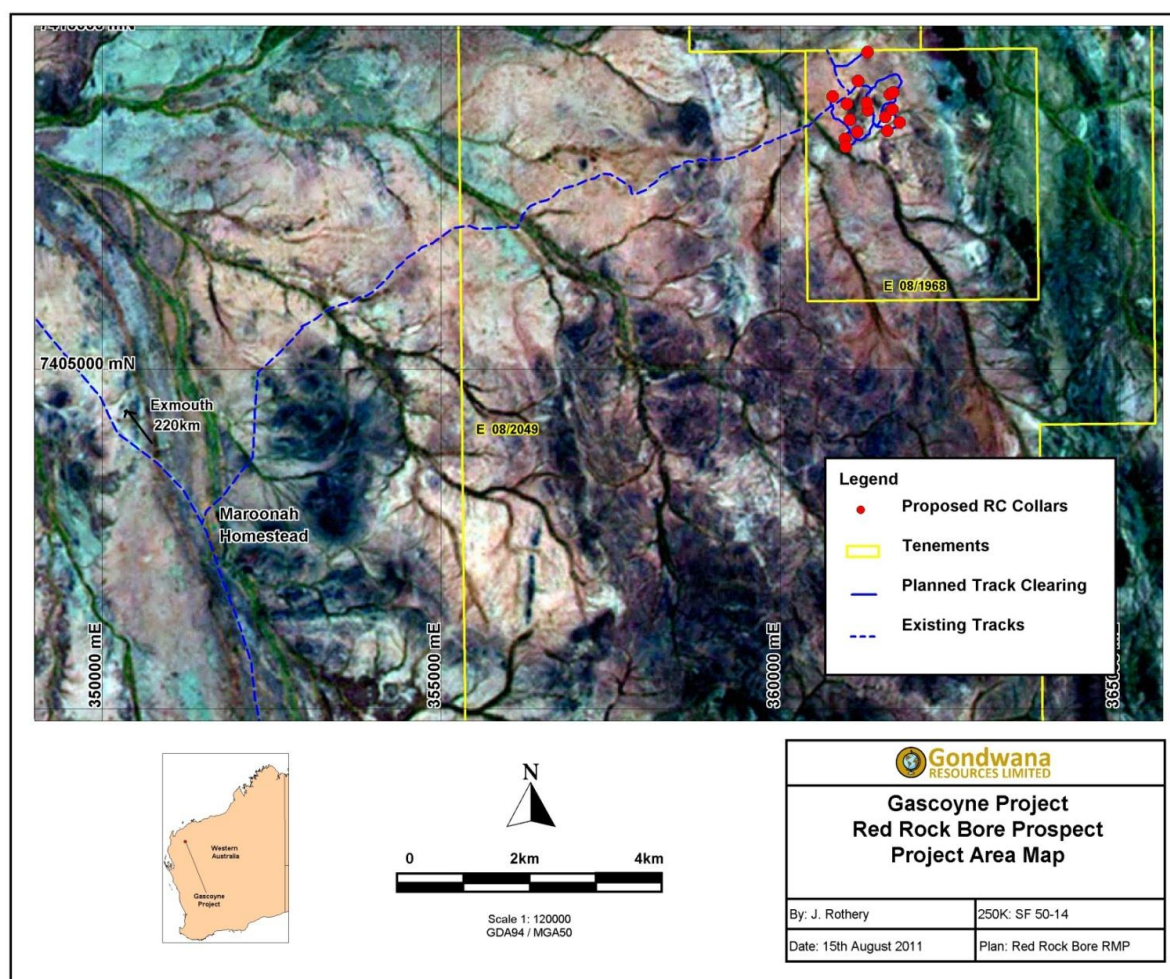 7410000 mN
E 08/1968
7405000 mN
Exmouth
220km
E 08/2049
Maroonah
Homestead
350000 mE
355000 mE
360000 mE
Legend
Proposed RC Collars
Tenements
Planned Track Clearing
Existing Tracks
Western
Australia
Gascoyne
Project
N
0 2km 4km
Scale 1: 120000
GDA94 / MGA50
Gondwana
RESOURCES LIMITED
Gascoyne Project
Red Rock Bore Prospect
Project Area Map
By: J. Rothery
250K: SF 50-14
Date: 15th August 2011
Plan: Red Rock Bore RMP